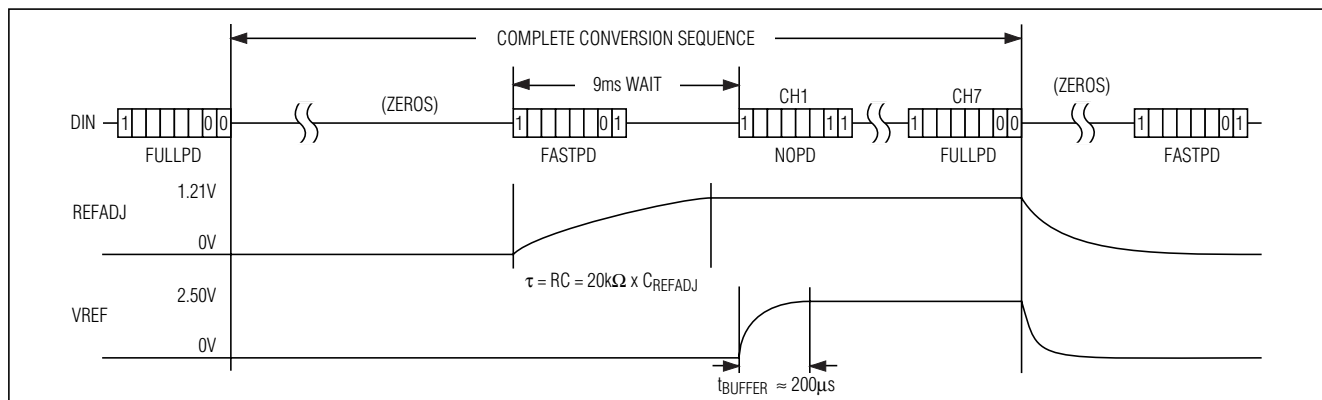 COMPLETE CONVERSION SEQUENCE
9ms WAIT
CH1
CH7
(ZEROS)
(ZEROS)
DIN
1 0 0
1 0 1
1 1 1
1 0 0
1 0 1
FULLPD
FASTPD
NOPD
FULLPD
FASTPD
1.21V
REFADJ
0V
τ = RC = 20kΩ x CREFADJ
2.50V
VREF
0V
tBUFFER ≈ 200µs